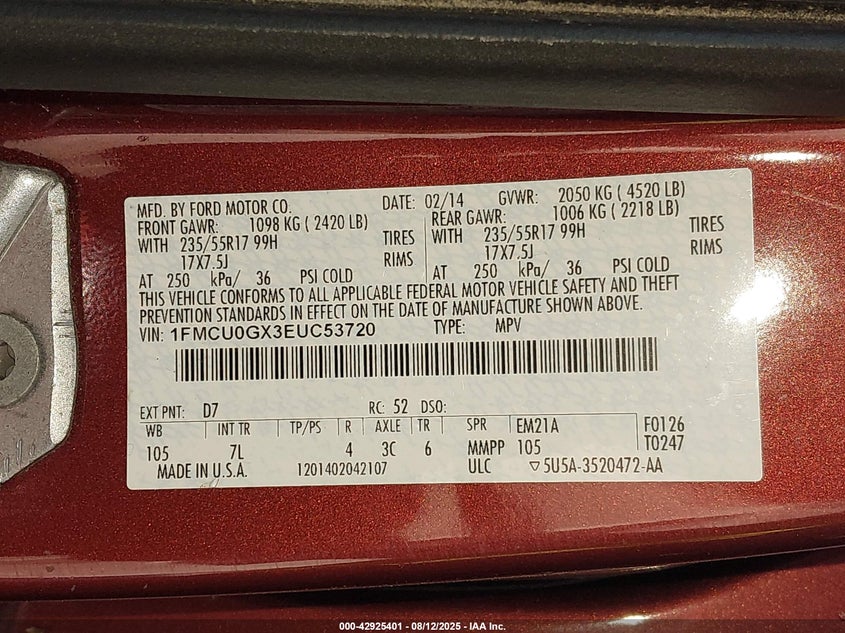 MFD. BY FORD MOTOR CO. DATE: 02/14 GVWR: 2050 KG ( 4520 LB)
FRONT GAWR: 1098 KG ( 2420 LB) REAR GAWR: 1006 KG ( 2218 LB)
WITH 235/55R17 99H TIRES WITH 235/55R17 99H TIRES
17X7.5J RIMS 17X7.5J RIMS
AT 250 kPa/ 36 PSI COLD AT 250 kPa/ 36 PSI COLD
THIS VEHICLE CONFORMS TO ALL APPLICABLE FEDERAL MOTOR VEHICLE SAFETY AND THEFT
PREVENTION STANDARDS IN EFFECT ON THE DATE OF MANUFACTURE SHOWN ABOVE.
VIN: 1FMCU0GX3EUC53720 TYPE: MPV
EXT PNT: D7 RC: 52 DSO:
WB INT TR TP/PS R AXLE TR SPR EM21A F0126
105 7L 4 3C 6 MMPP 105 T0247
MADE IN U.S.A. 1201402042107 ULC ▽5U5A-3520472-AA
000-42925401 - 08/12/2025 - IAA Inc.